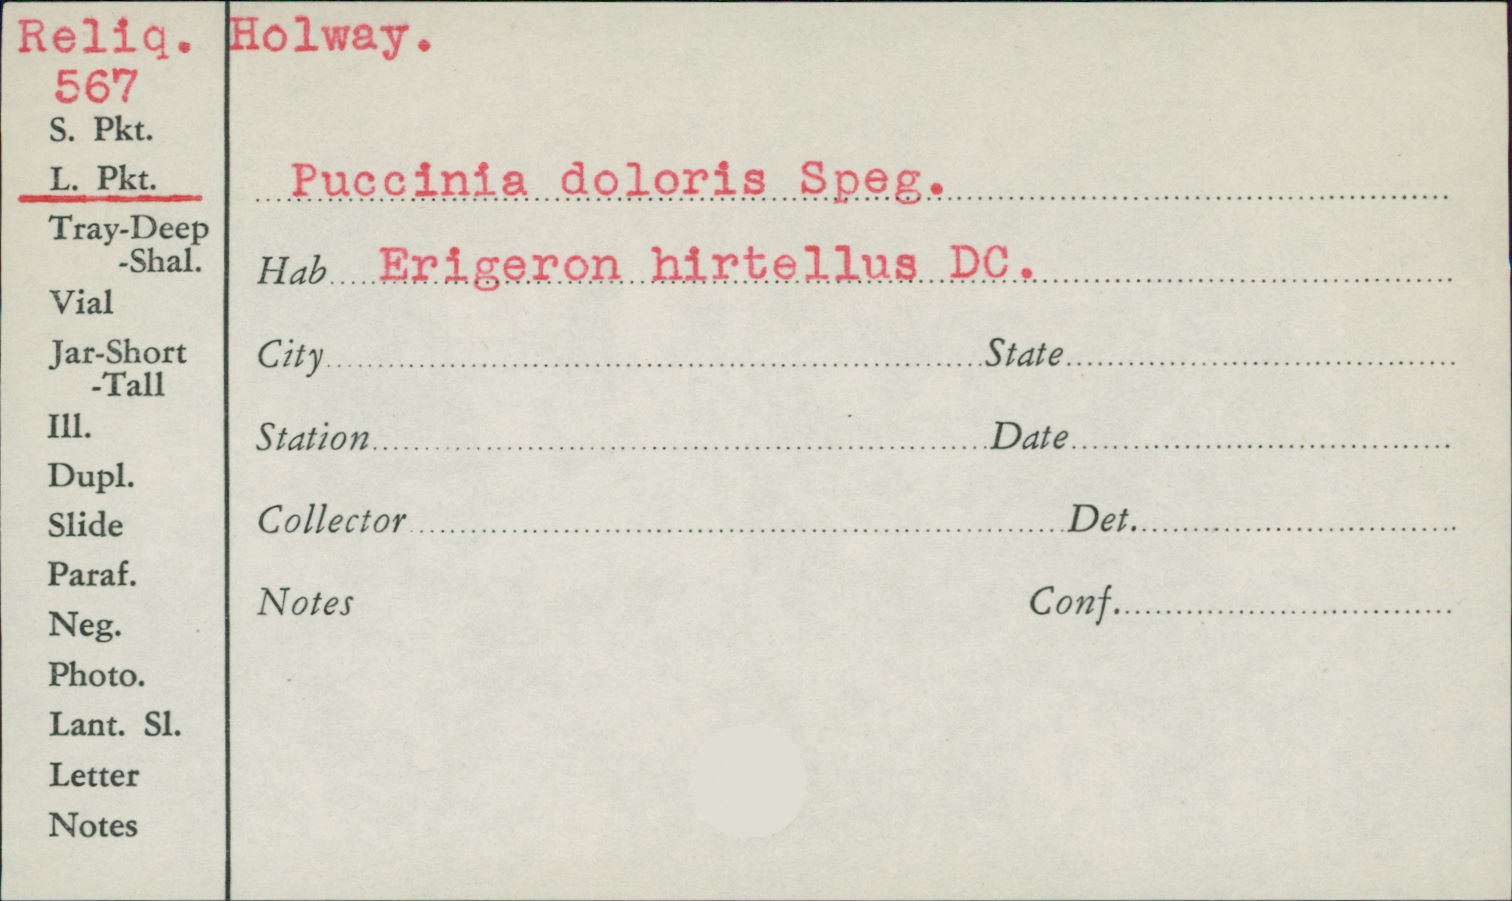 Reliq. Holway.
567
S. Pkt.
L. Pkt.
Tray-Deep
-Shal.
Vial
Jar-Short
-Tall
Ill.
Dupl.
Slide
Paraf.
Neg.
Photo.
Lant. Sl.
Letter
Notes
Puccinia doloris Speg.
Hab Erigeron hirtellus DC.
City State
Station Date
Collector Det.
Notes Conf.